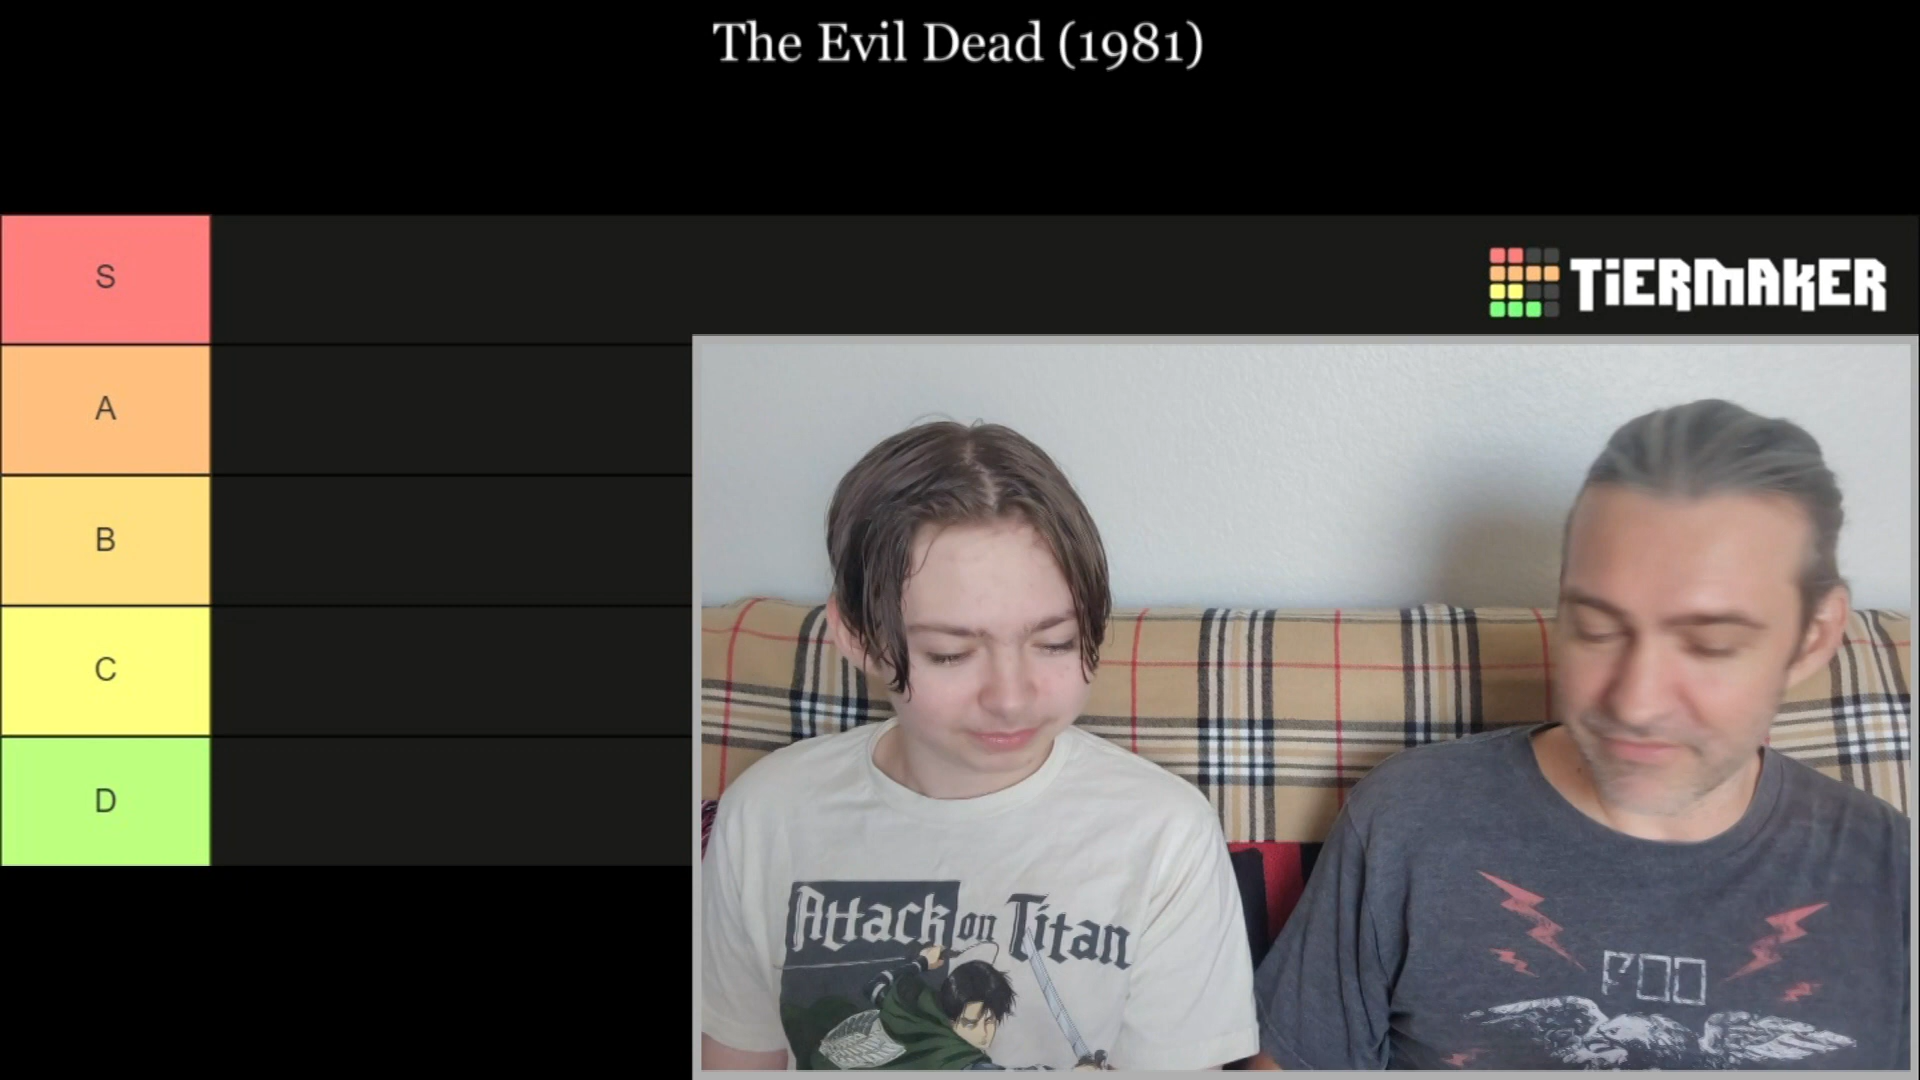 The Evil Dead (1981)
S
TiERMAKER
A
B
C
D
Attack on Titan
FOO